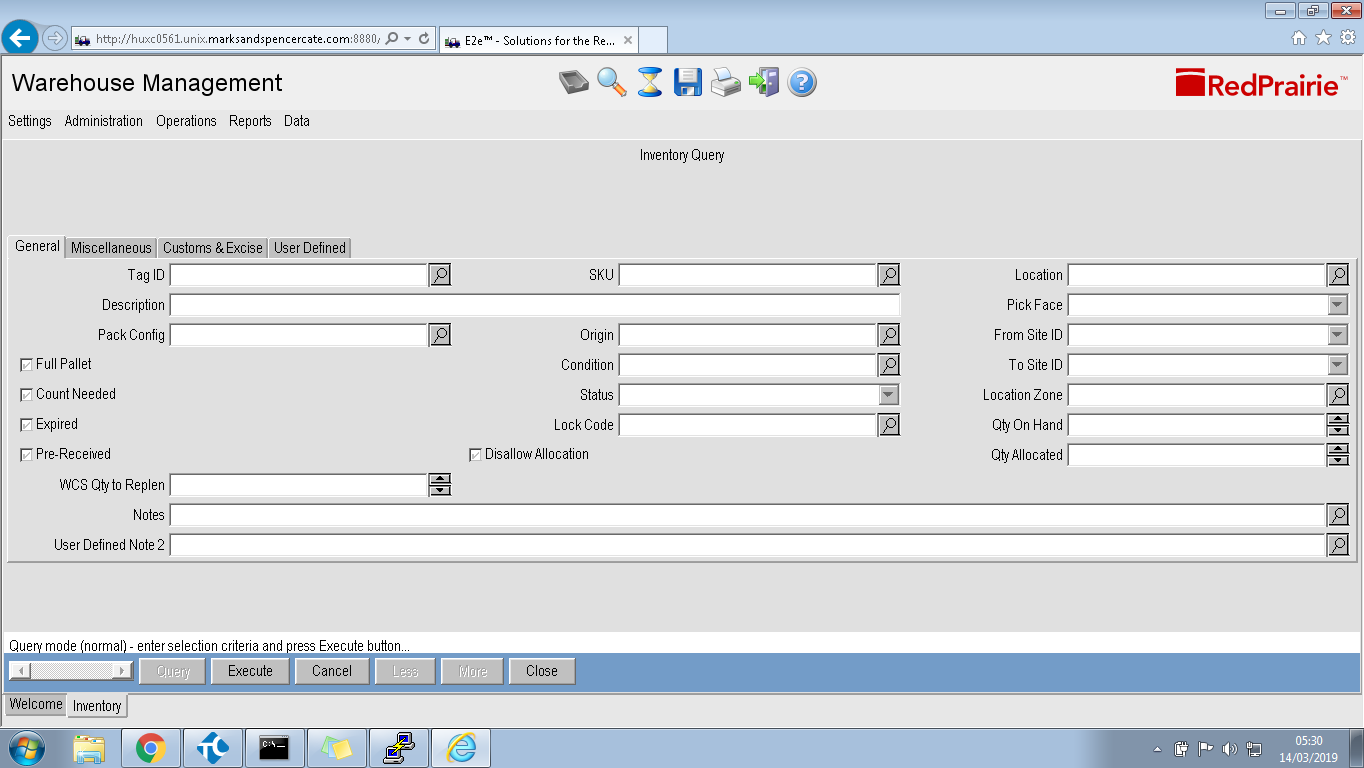 http://huxc0561.unix.marksandspencercate.com:8880/
E2e™ - Solutions for the Re...
Warehouse Management
RedPrairie™
Settings Administration Operations Reports Data
Inventory Query
General Miscellaneous Customs & Excise User Defined
Tag ID SKU Location
Description Pick Face
Pack Config Origin From Site ID
Full Pallet Condition To Site ID
Count Needed Status Location Zone
Expired Lock Code Qty On Hand
Pre-Received Disallow Allocation Qty Allocated
WCS Qty to Replen
Notes
User Defined Note 2
Query mode (normal) - enter selection criteria and press Execute button...
Query Execute Cancel Less More Close
Welcome Inventory
C:\
05:30
14/03/2019